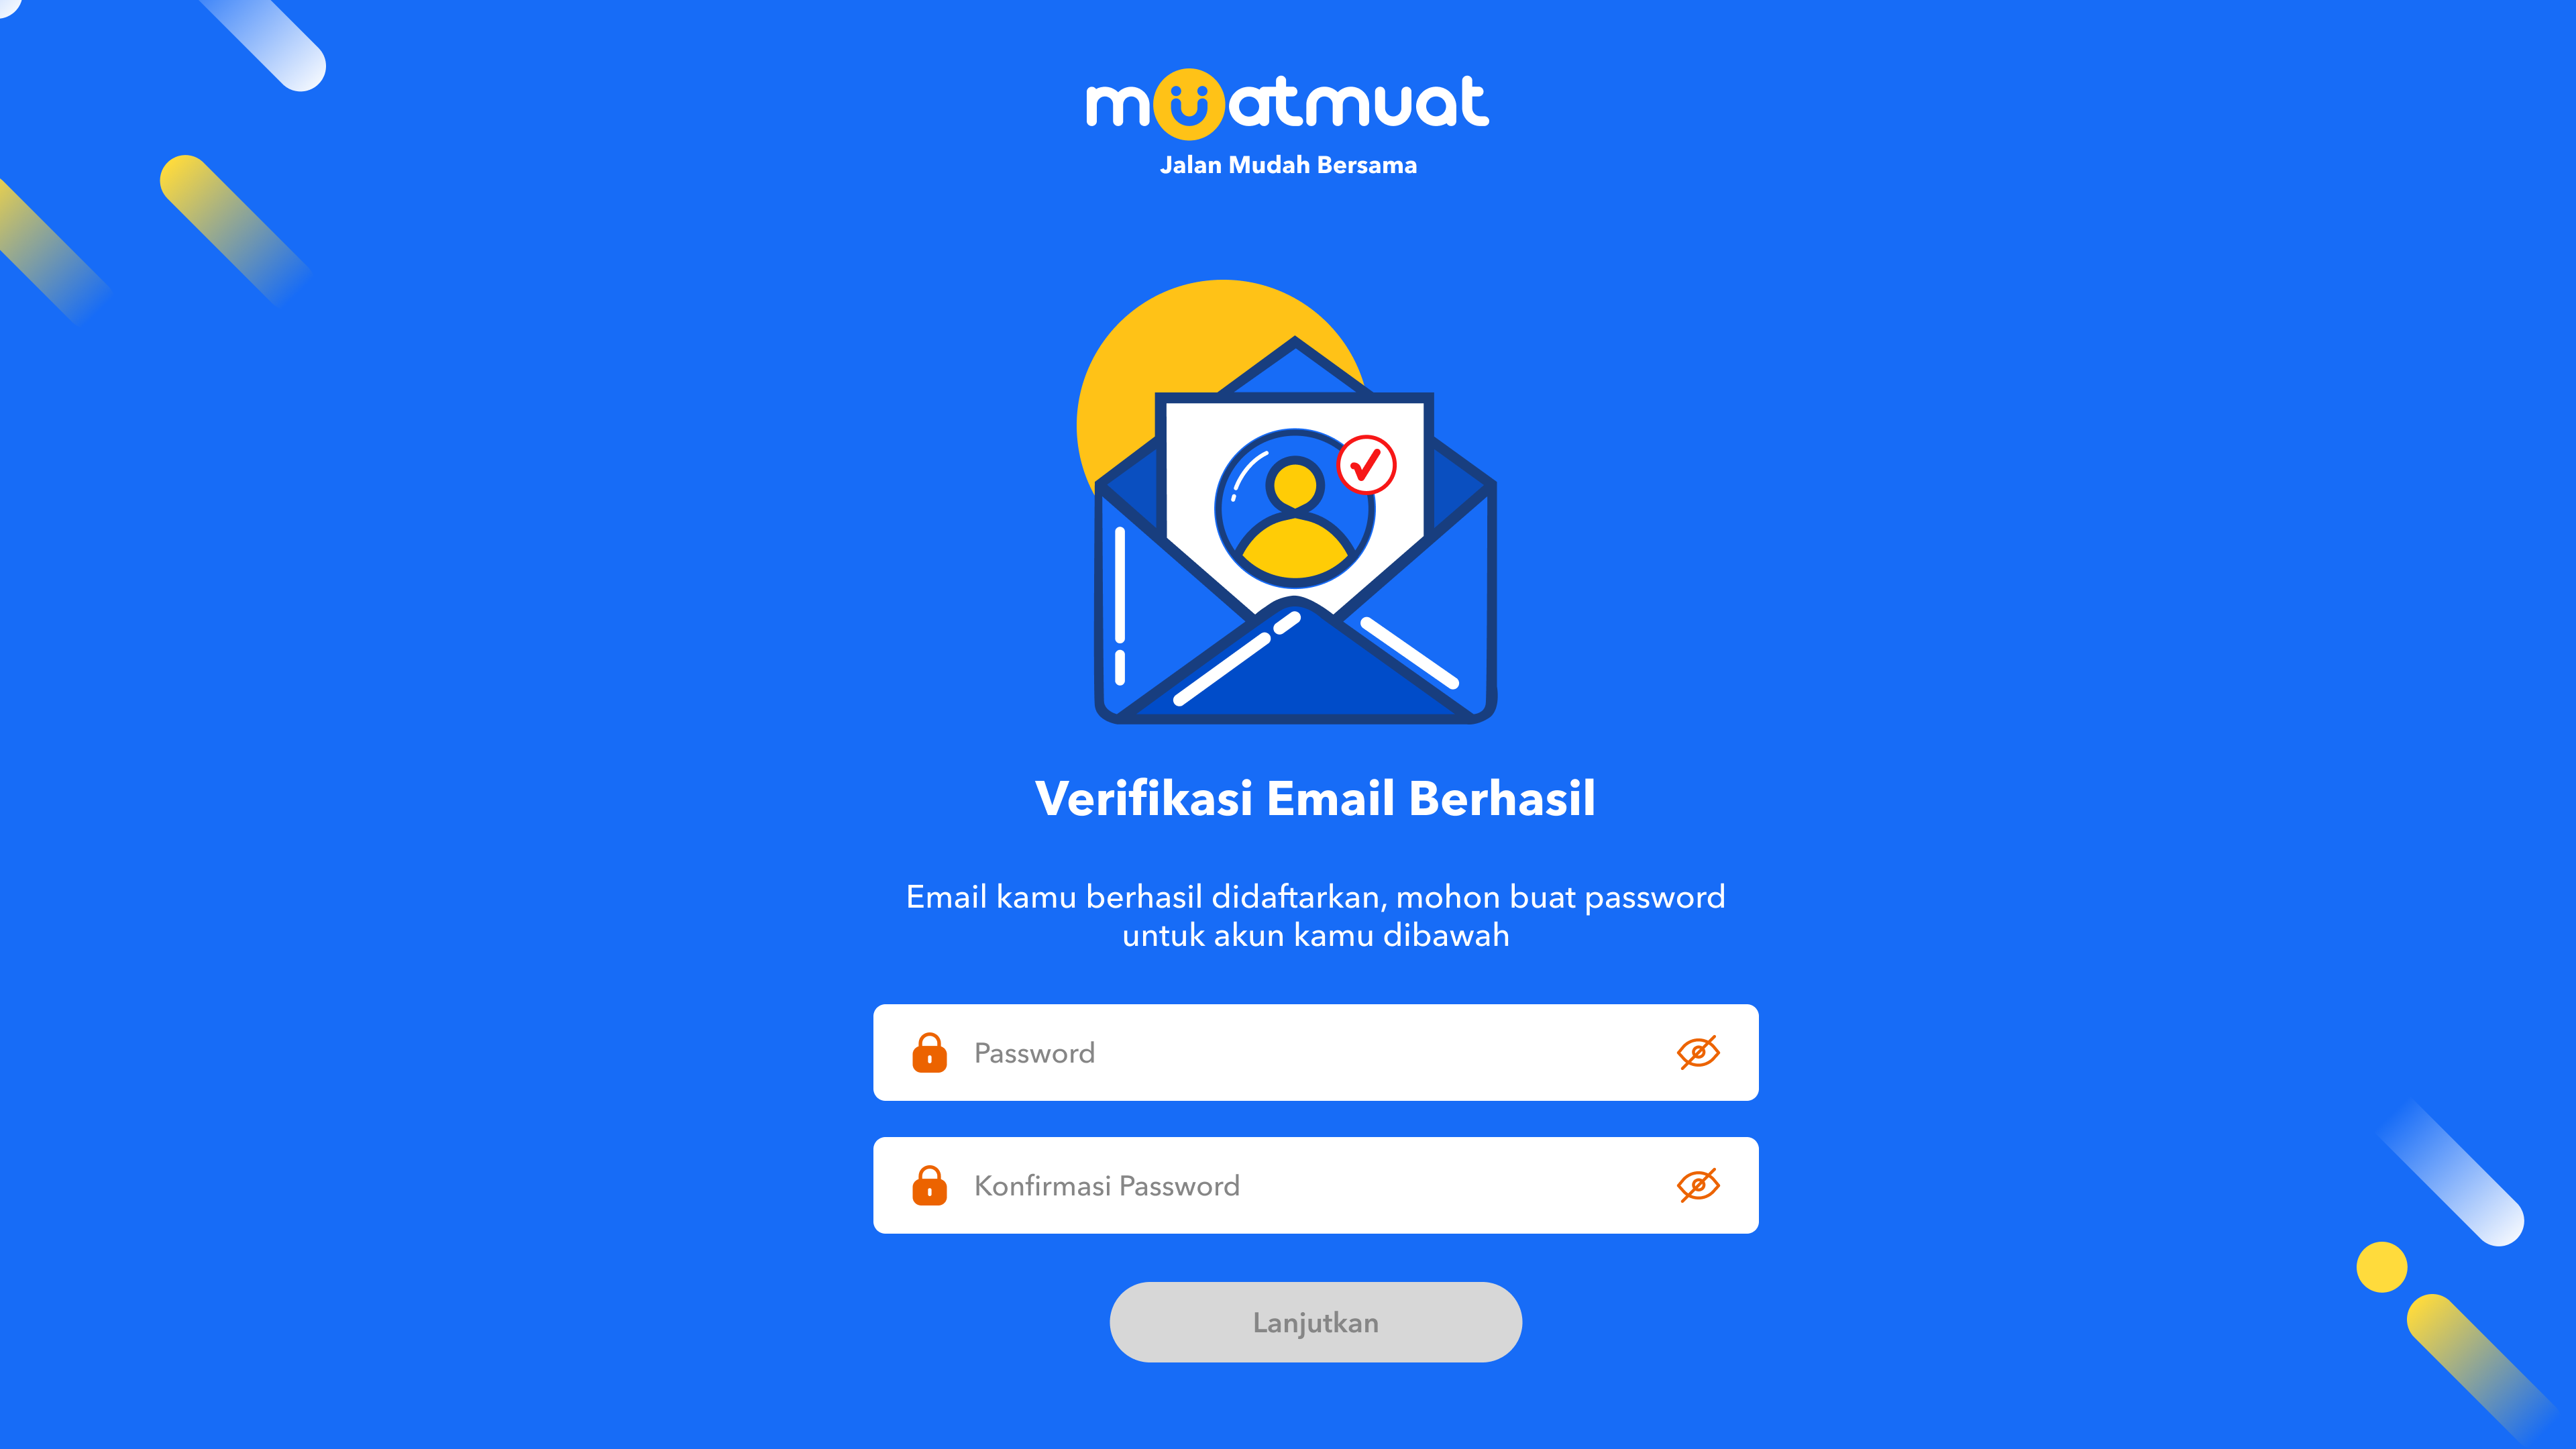 muatmuat
Jalan Mudah Bersama
Verifikasi Email Berhasil
Email kamu berhasil didaftarkan, mohon buat password
untuk akun kamu dibawah
Password
Konfirmasi Password
Lanjutkan